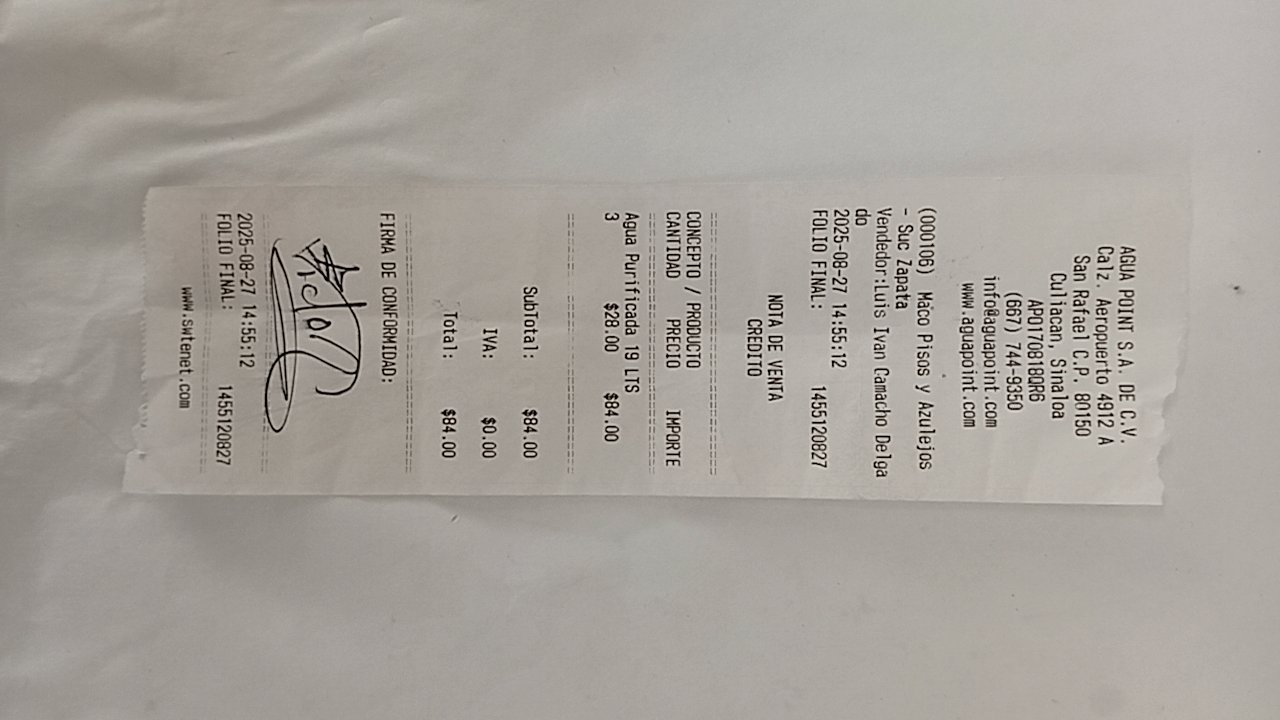 AGUA POINT S.A. DE C.V.
Calz. Aeropuerto 4912 A
San Rafael C.P. 80150
Culiacan, Sinaloa
APO170818QR6
(667) 744-9350
info@aguapoint.com
www.aguapoint.com
(000106) Maco Pisos y Azulejos
- Suc Zapata
Vendedor:Luis Ivan Camacho Delga
do
2025-08-27 14:55:12
FOLIO FINAL: 1455120827
NOTA DE VENTA
CREDITO
CONCEPTO / PRODUCTO
CANTIDAD PRECIO IMPORTE
Agua Purificada 19 LTS
3 $28.00 $84.00
SubTotal: $84.00
IVA: $0.00
Total: $84.00
FIRMA DE CONFORMIDAD:
2025-08-27 14:55:12
FOLIO FINAL: 1455120827
www.swtenet.com